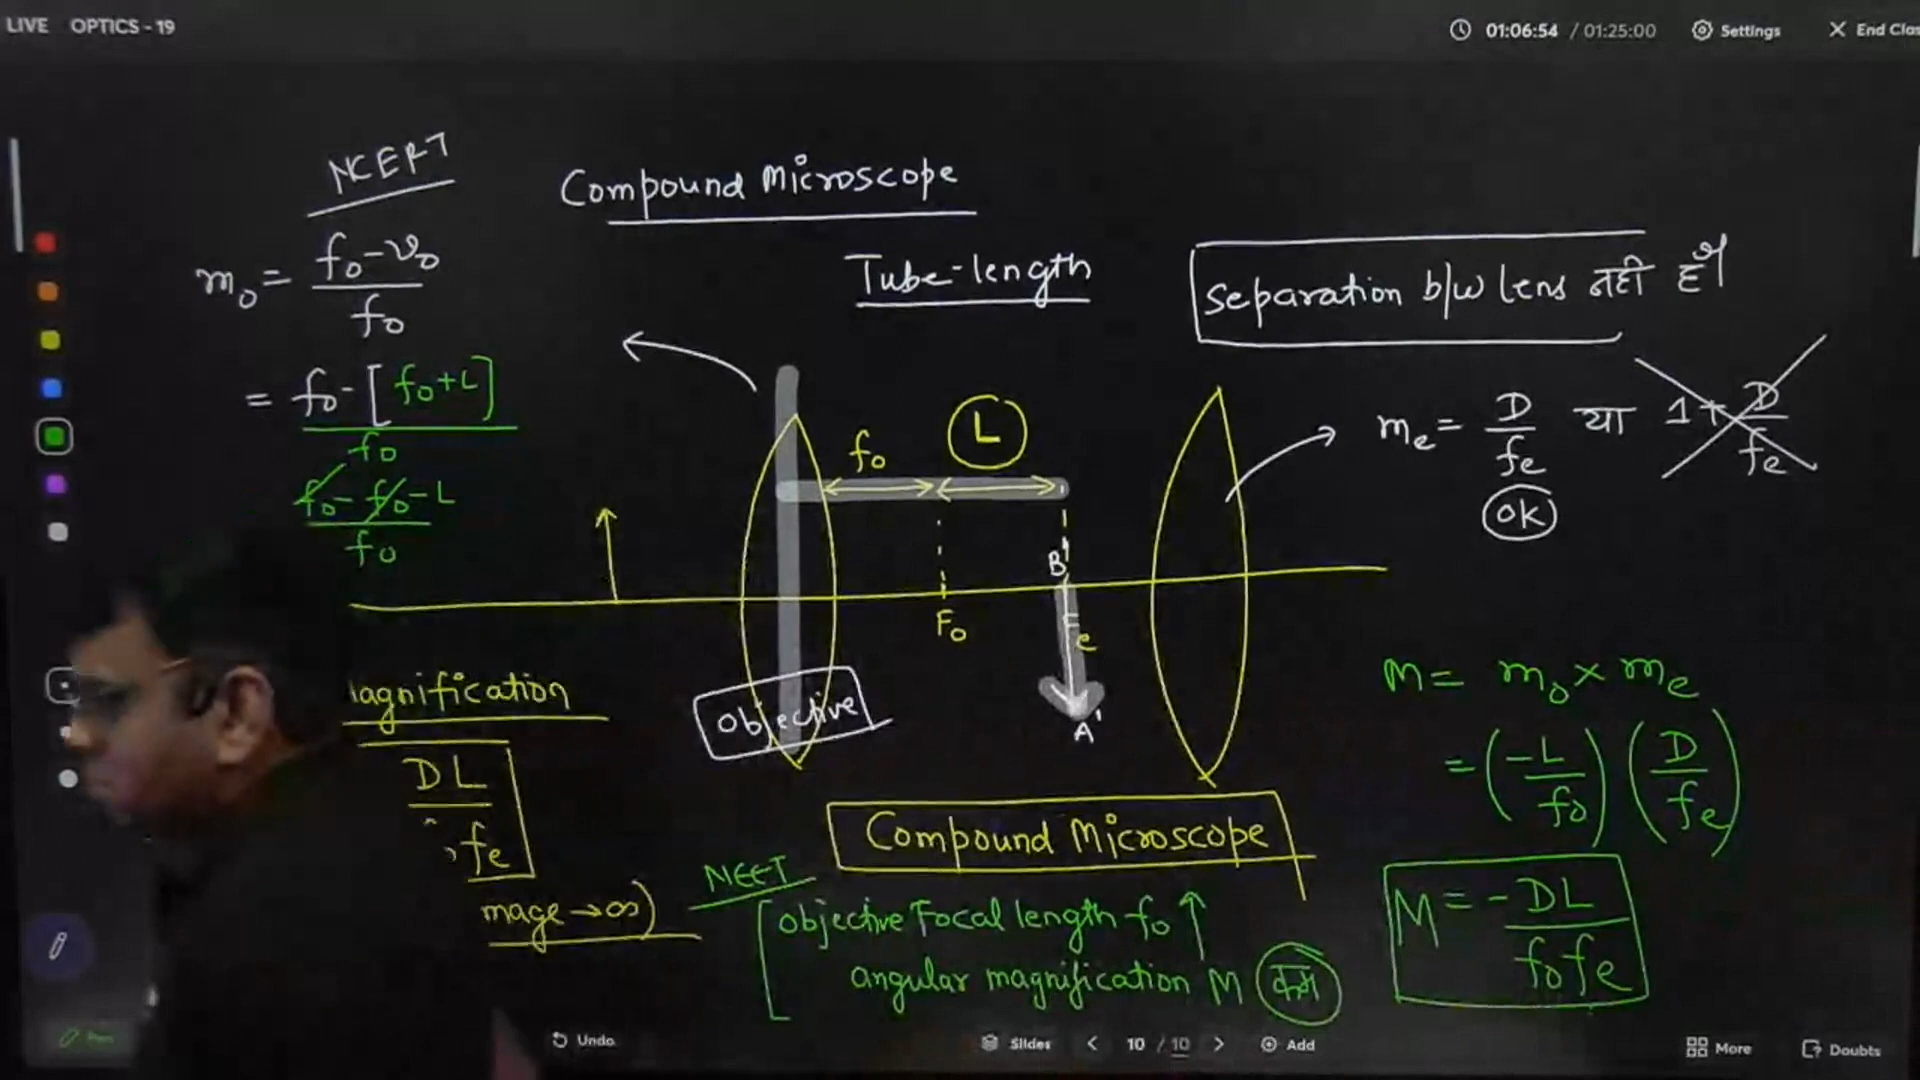 LIVE OPTICS - 19
01:06:54 / 01:25:00 Settings End Clas
NCERT
Compound Microscope
Tube-length
Separation b/w lens नही है
m₀ = f₀-v₀ / f₀
= f₀-[f₀+L] / f₀
f₀-f₀-L / f₀
f₀ L
mₑ = D/fₑ या 1+D/fₑ
OK
B'
F₀
Fe
A'
Objective
agnification
DL
fe
mage→∞)
M = m₀ × mₑ
= (-L/f₀) (D/fₑ)
M = -DL / f₀fₑ
Compound Microscope
NEET
Objective Focal length f₀ ↑
angular magnification M कम
Pen Undo Slides < 10 / 10 > Add More Doubts